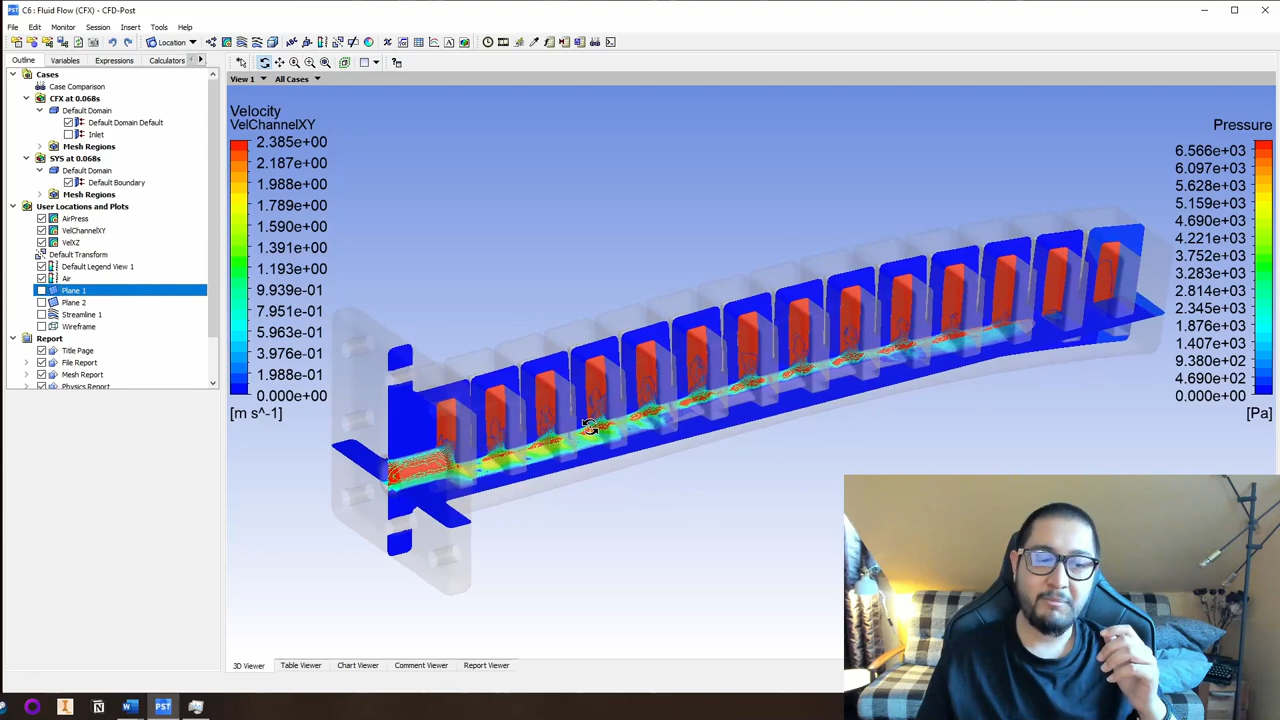 C6 : Fluid Flow (CFX) - CFD-Post
File Edit Monitor Session Insert Tools Help
Location
Outline Variables Expressions Calculators
View 1 All Cases
Cases
Case Comparison
CFX at 0.068s
Default Domain
Default Domain Default
Inlet
Mesh Regions
SYS at 0.068s
Default Domain
Default Boundary
Mesh Regions
User Locations and Plots
AirPress
VelChannelXY
VelXZ
Default Transform
Default Legend View 1
Air
Plane 1
Plane 2
Streamline 1
Wireframe
Report
Title Page
File Report
Mesh Report
Physics Report
Velocity
VelChannelXY
2.385e+00
2.187e+00
1.988e+00
1.789e+00
1.590e+00
1.391e+00
1.193e+00
9.939e-01
7.951e-01
5.963e-01
3.976e-01
1.988e-01
0.000e+00
[m s^-1]
Pressure
6.566e+03
6.097e+03
5.628e+03
5.159e+03
4.690e+03
4.221e+03
3.752e+03
3.283e+03
2.814e+03
2.345e+03
1.876e+03
1.407e+03
9.380e+02
4.690e+02
0.000e+00
[Pa]
3D Viewer Table Viewer Chart Viewer Comment Viewer Report Viewer
PST